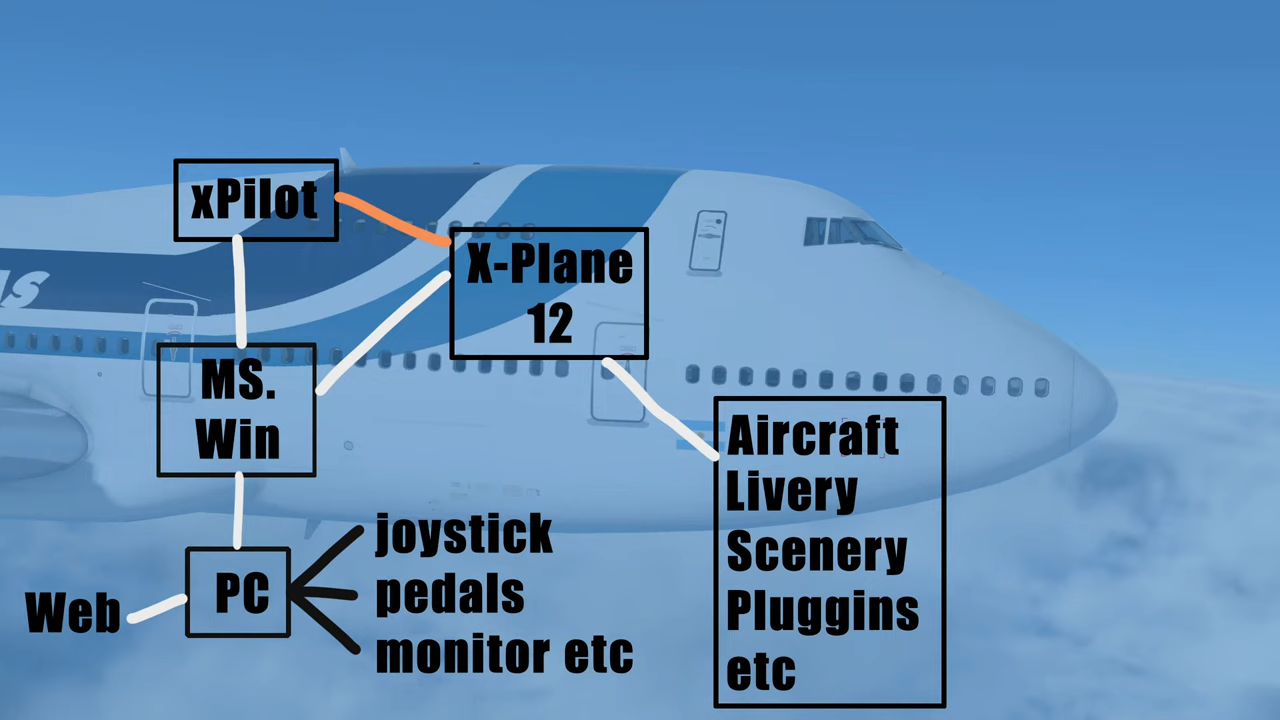 xPilot
X-Plane
12
MS.
Win
Aircraft
Livery
Scenery
Pluggins
etc
joystick
pedals
monitor etc
PC
Web